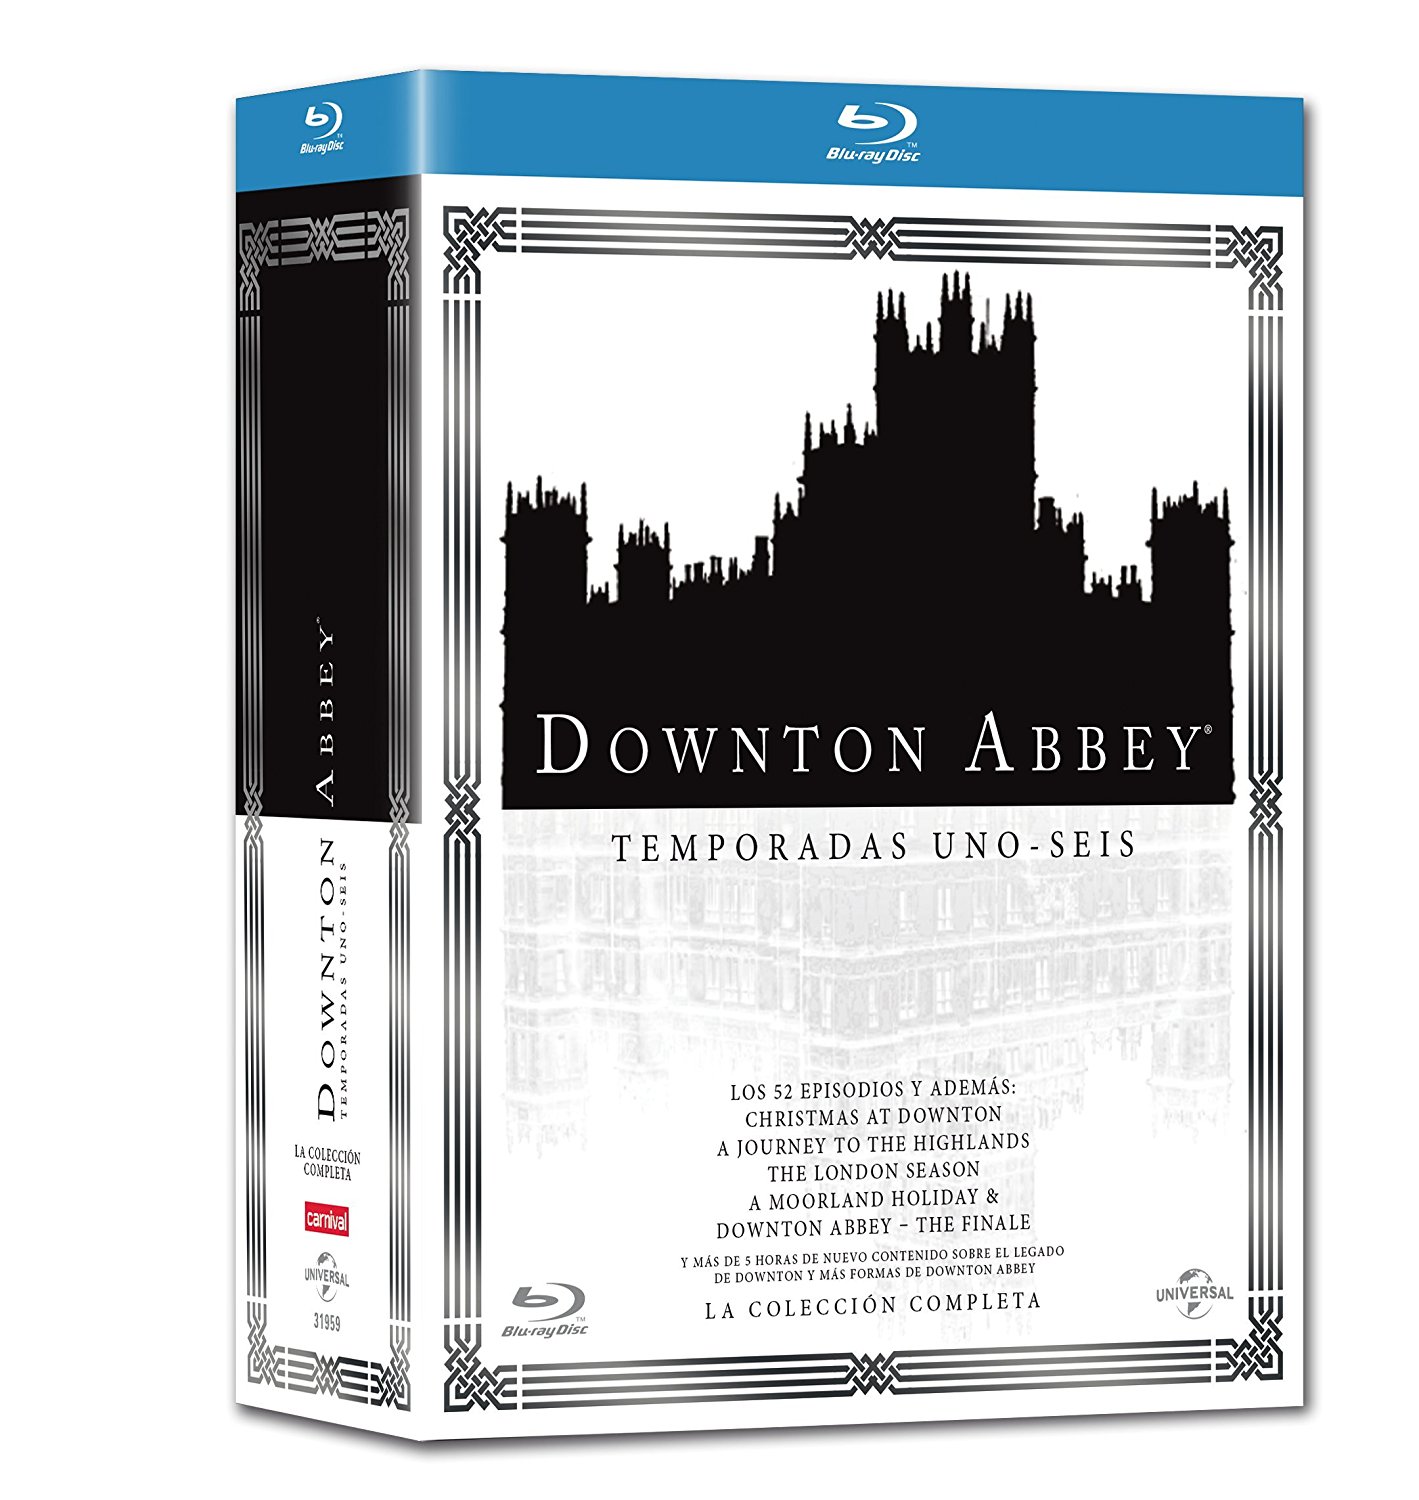 Blu-ray Disc™
DOWNTON ABBEY®
TEMPORADAS UNO-SEIS
LA COLECCIÓN
COMPLETA
carnival
UNIVERSAL
31959
Blu-ray Disc™
DOWNTON ABBEY®
TEMPORADAS UNO-SEIS
LOS 52 EPISODIOS Y ADEMÁS:
CHRISTMAS AT DOWNTON
A JOURNEY TO THE HIGHLANDS
THE LONDON SEASON
A MOORLAND HOLIDAY &
DOWNTON ABBEY – THE FINALE
Y MÁS DE 5 HORAS DE NUEVO CONTENIDO SOBRE EL LEGADO
DE DOWNTON Y MÁS FORMAS DE DOWNTON ABBEY
LA COLECCIÓN COMPLETA
Blu-ray Disc™
UNIVERSAL